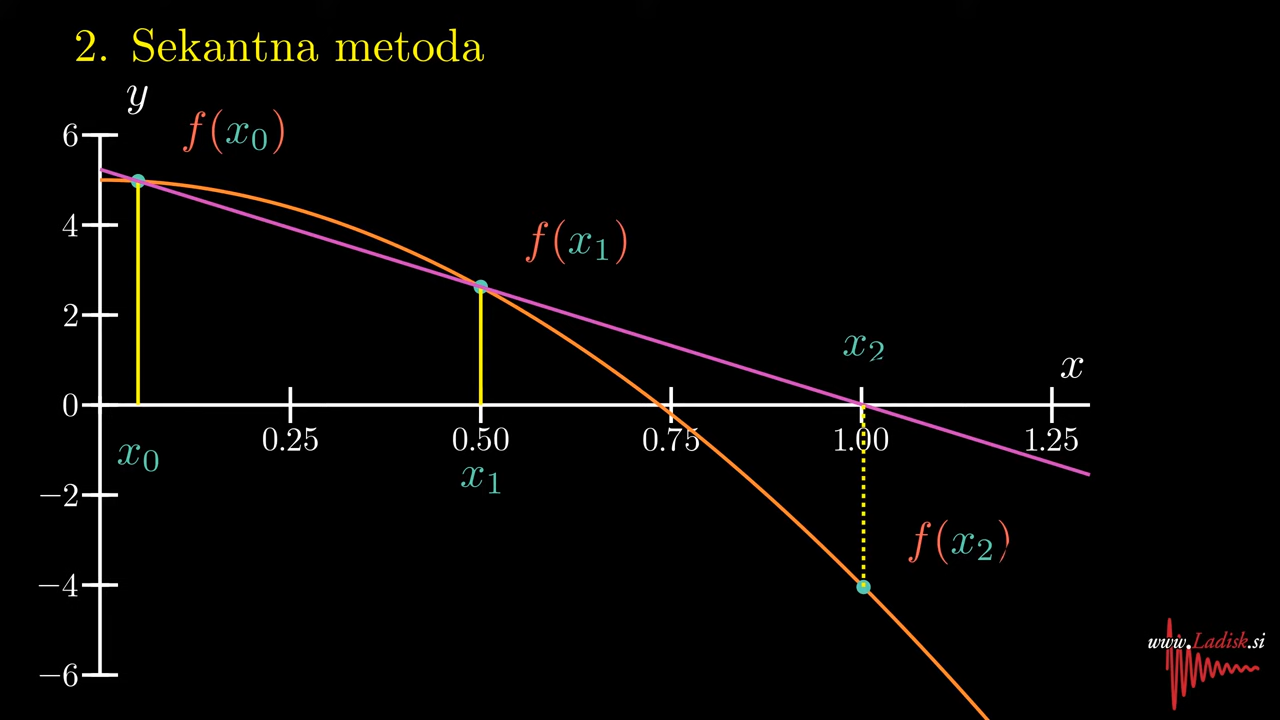 2. Sekantna metoda
y
6
f(x₀)
4
f(x₁)
2
x₂
x
0
0.25
0.50
0.75
1.00
1.25
x₀
x₁
−2
f(x₂)
−4
www.Ladisk.si
−6